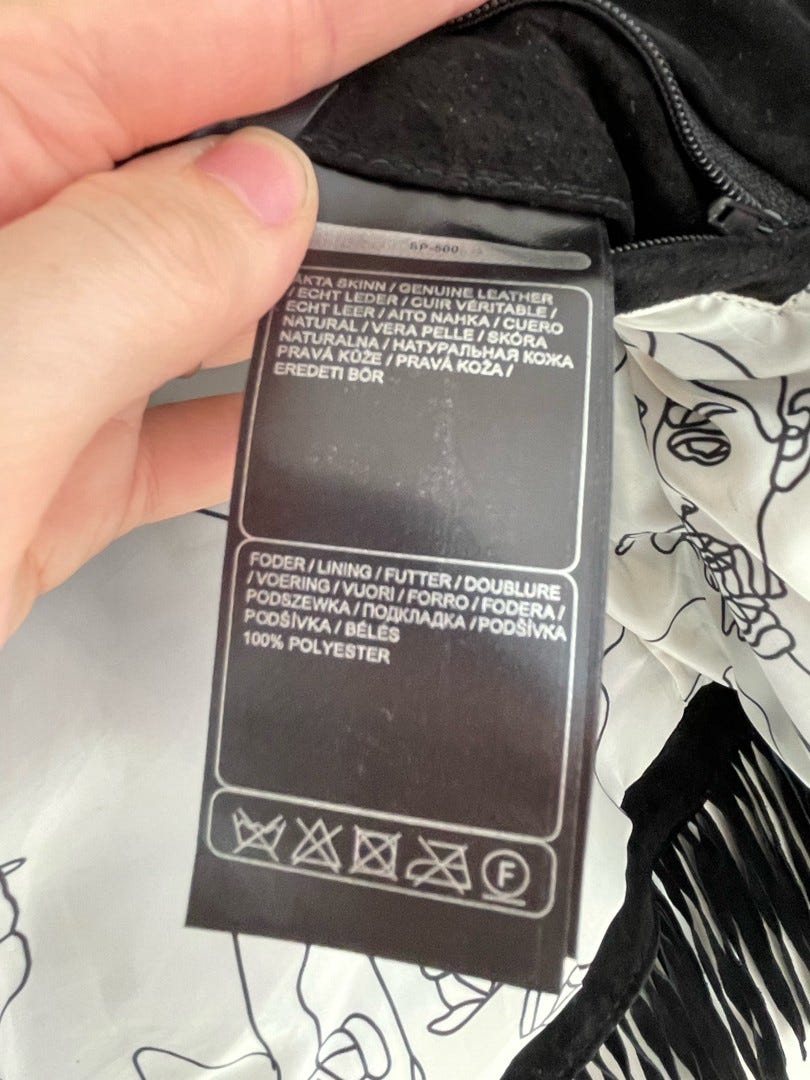 SP-500
ÄKTA SKINN / GENUINE LEATHER
/ ECHT LEDER / CUIR VÉRITABLE /
ECHT LEER / AITO NAHKA / CUERO
NATURAL / VERA PELLE / SKÓRA
NATURALNA / НАТУРАЛЬНАЯ КОЖА
PRAVÁ KŮŽE / PRAVÁ KOŽA /
EREDETI BŐR
FODER / LINING / FUTTER / DOUBLURE
/ VOERING / VUORI / FORRO / FODERA /
PODSZEWKA / ПОДКЛАДКА / PODŠÍVKA
PODŠÍVKA / BÉLÉS
100% POLYESTER
F